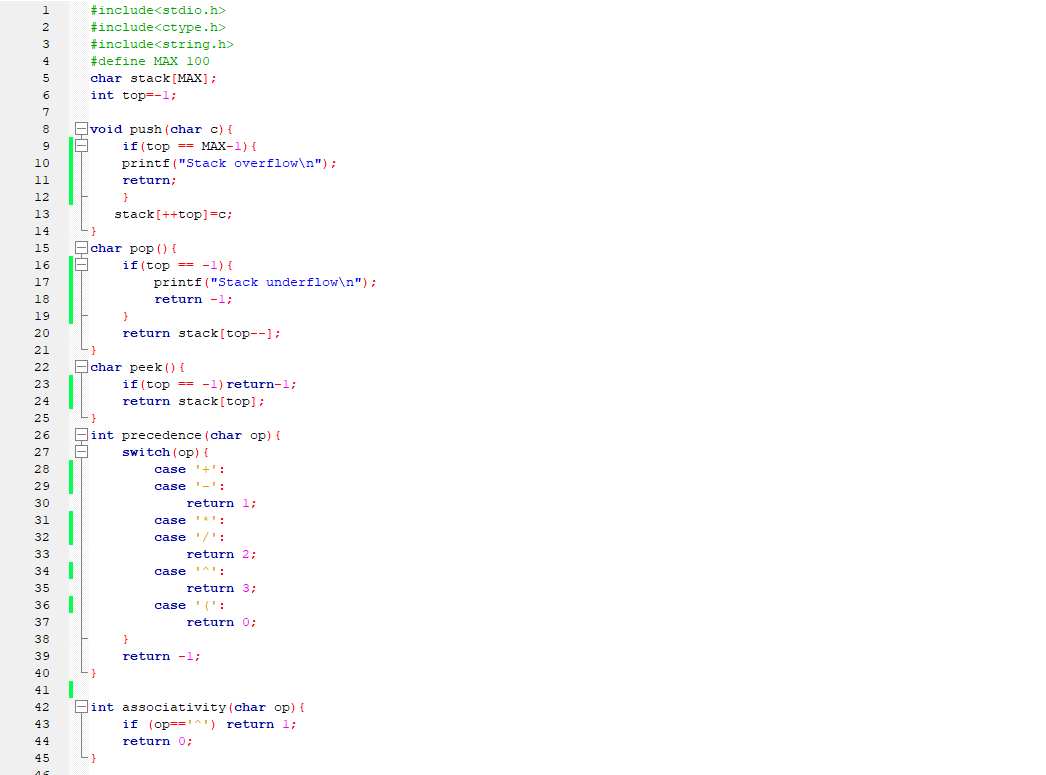 1 #include<stdio.h>
2 #include<ctype.h>
3 #include<string.h>
4 #define MAX 100
5 char stack[MAX];
6 int top=-1;
7
8 void push(char c){
9 if(top == MAX-1){
10 printf("Stack overflow\n");
11 return;
12 }
13 stack[++top]=c;
14 }
15 char pop(){
16 if(top == -1){
17 printf("Stack underflow\n");
18 return -1;
19 }
20 return stack[top--];
21 }
22 char peek(){
23 if(top == -1)return-1;
24 return stack[top];
25 }
26 int precedence(char op){
27 switch(op){
28 case '+':
29 case '-':
30 return 1;
31 case '*':
32 case '/':
33 return 2;
34 case '^':
35 return 3;
36 case '(':
37 return 0;
38 }
39 return -1;
40 }
41
42 int associativity(char op){
43 if (op=='^') return 1;
44 return 0;
45 }
46